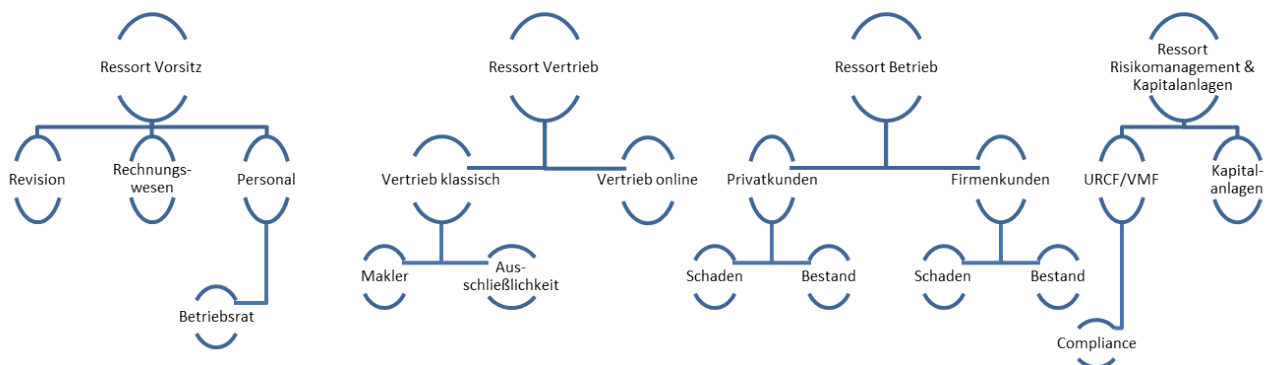 Ressort Vorsitz
Ressort Vertrieb
Ressort Betrieb
Ressort
Risikomanagement &
Kapitalanlagen
Revision
Rechnungs-
wesen
Personal
Vertrieb klassisch
Vertrieb online
Privatkunden
Firmenkunden
URCF/VMF
Kapital-
anlagen
Makler
Aus-
schließlichkeit
Schaden
Bestand
Schaden
Bestand
Betriebsrat
Compliance